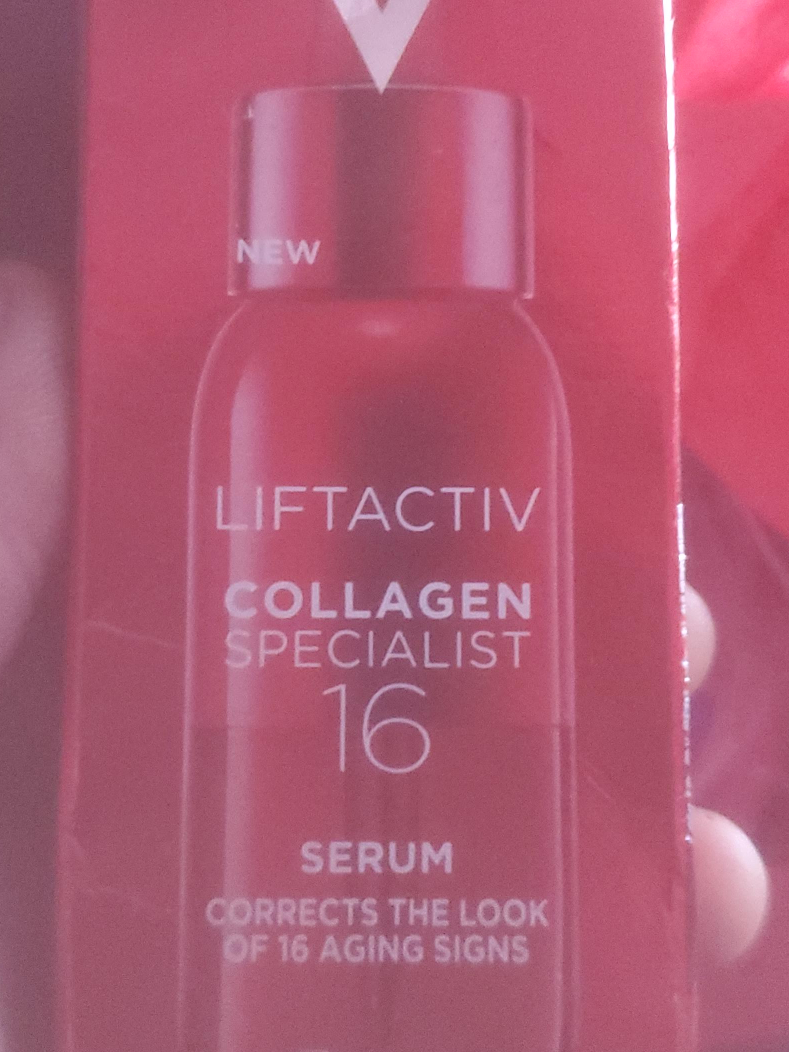 NEW
LIFTACTIV
COLLAGEN
SPECIALIST
16
SERUM
CORRECTS THE LOOK
OF 16 AGING SIGNS